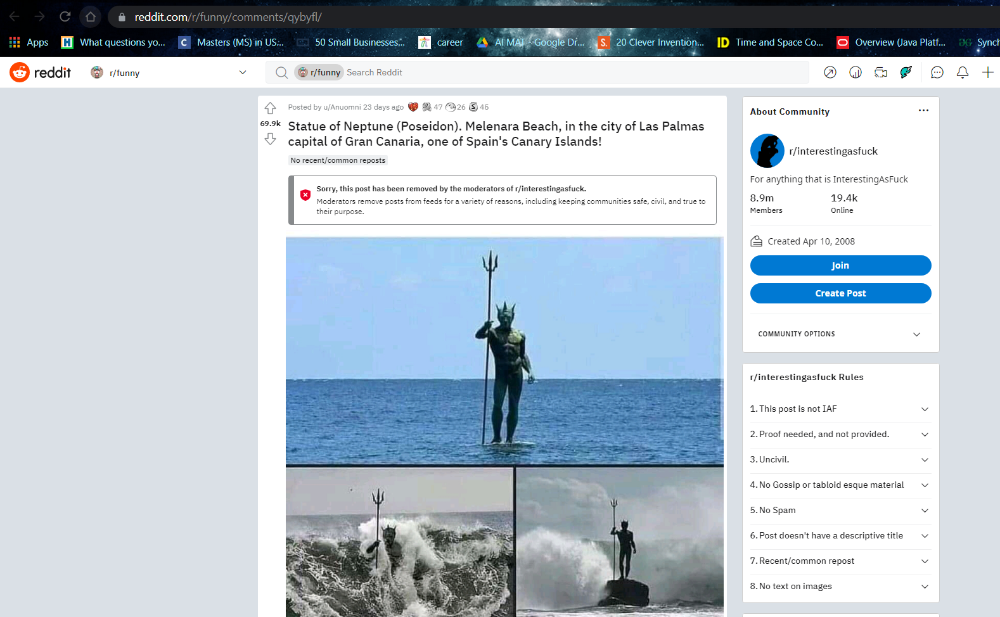 reddit.com/r/funny/comments/qybyfl/
Apps
What questions yo...
Masters (MS) in US...
50 Small Businesses...
career
AI MAT - Google Dr...
20 Clever Invention...
Time and Space Co...
Overview (Java Platf...
Synch
reddit
r/funny
r/funny Search Reddit
Posted by u/Anuomni 23 days ago 47 26 45
69.9k
Statue of Neptune (Poseidon). Melenara Beach, in the city of Las Palmas
capital of Gran Canaria, one of Spain's Canary Islands!
No recent/common reposts
Sorry, this post has been removed by the moderators of r/interestingasfuck.
Moderators remove posts from feeds for a variety of reasons, including keeping communities safe, civil, and true to
their purpose.
About Community
r/interestingasfuck
For anything that is InterestingAsFuck
8.9m 19.4k
Members Online
Created Apr 10, 2008
Join
Create Post
COMMUNITY OPTIONS
r/interestingasfuck Rules
1. This post is not IAF
2. Proof needed, and not provided.
3. Uncivil.
4. No Gossip or tabloid esque material
5. No Spam
6. Post doesn't have a descriptive title
7. Recent/common repost
8. No text on images